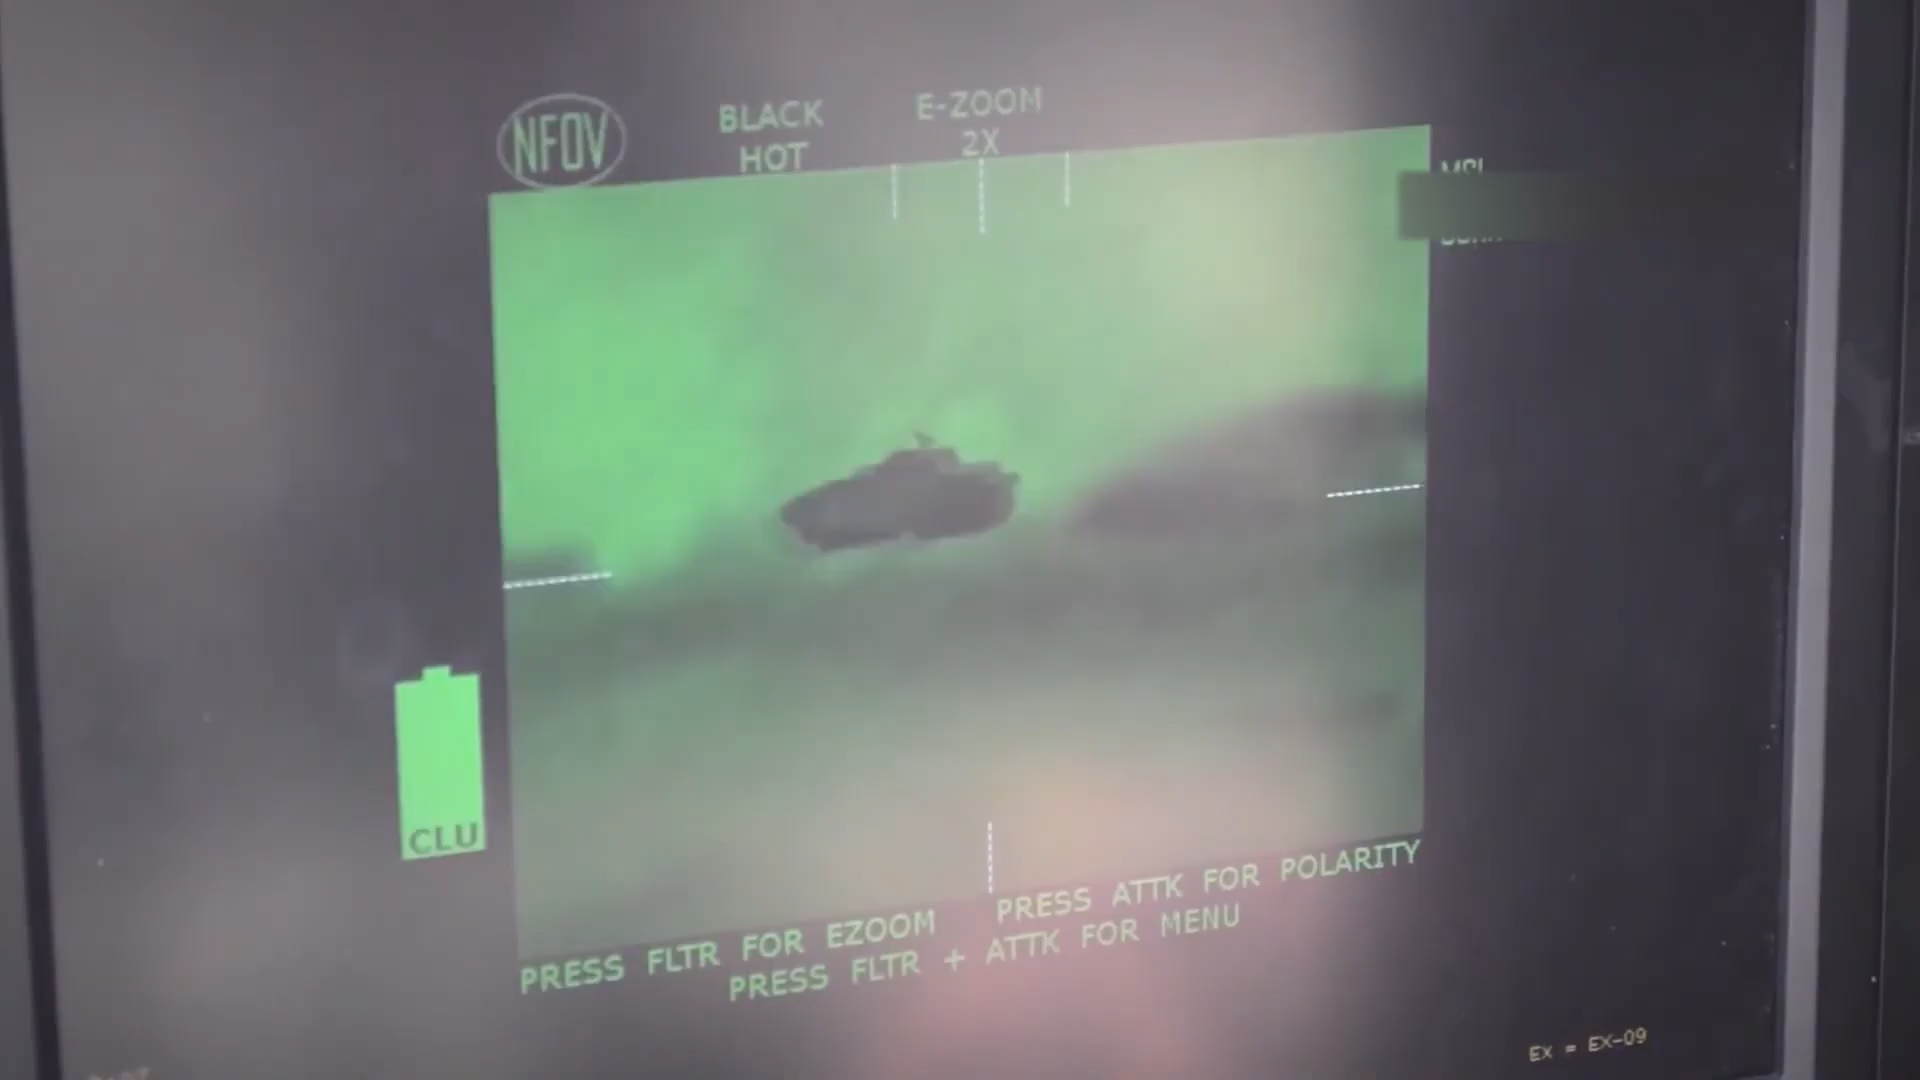 NFOV
BLACK
HOT
E-ZOOM
2X
CLU
PRESS FLTR FOR EZOOM PRESS ATTK FOR POLARITY
PRESS FLTR + ATTK FOR MENU
EX = EX-09